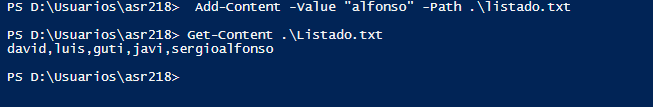 PS D:\Usuarios\asr218>  Add-Content -Value "alfonso" -Path .\listado.txt
PS D:\Usuarios\asr218> Get-Content .\Listado.txt
david,luis,guti,javi,sergioalfonso
PS D:\Usuarios\asr218>